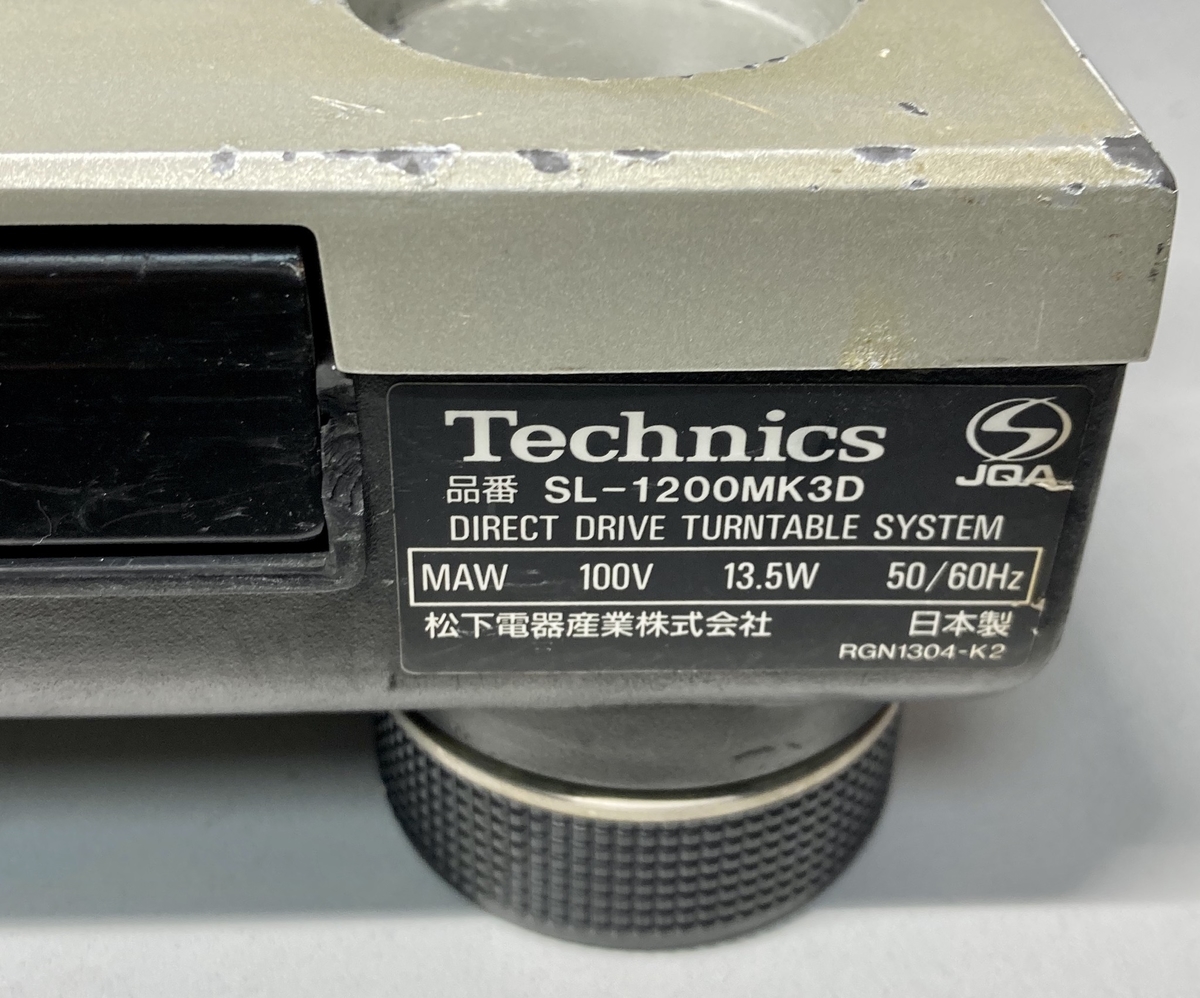 Technics
JQA
品番 SL-1200MK3D
DIRECT DRIVE TURNTABLE SYSTEM
MAW 100V 13.5W 50/60Hz
松下電器産業株式会社 日本製
RGN1304-K2